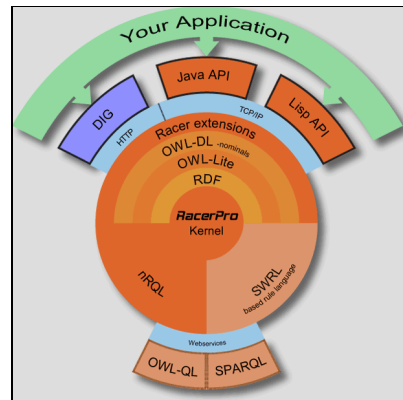 Your Application
Java API
DIG
Lisp API
HTTP
TCP/IP
Racer extensions
OWL-DL -nominals
OWL-Lite
RDF
RacerPro
Kernel
nRQL
SWRL
based rule language
Webservices
OWL-QL
SPARQL